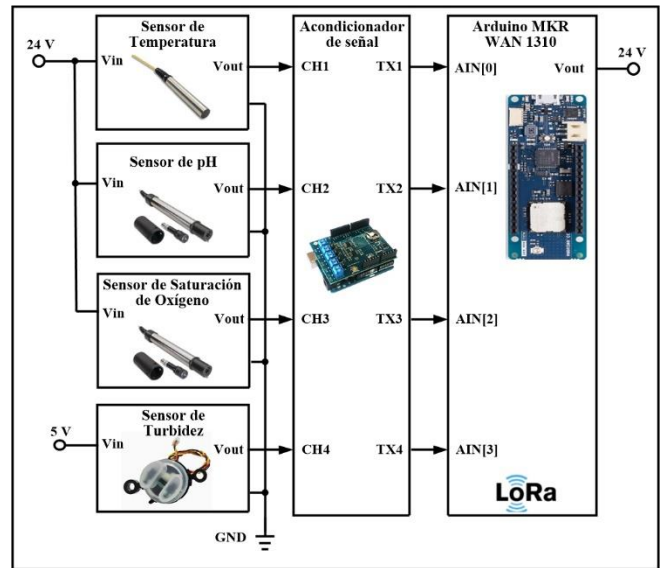 Sensor de
Temperatura
24 V
Vin
Vout
Sensor de pH
Vin
Vout
Sensor de Saturación
de Oxígeno
Vin
Vout
Sensor de
Turbidez
5 V
Vin
Vout
GND
Acondicionador
de señal
CH1 TX1
CH2 TX2
CH3 TX3
CH4 TX4
Arduino MKR
WAN 1310
24 V
AIN[0] Vout
AIN[1]
AIN[2]
AIN[3]
LoRa